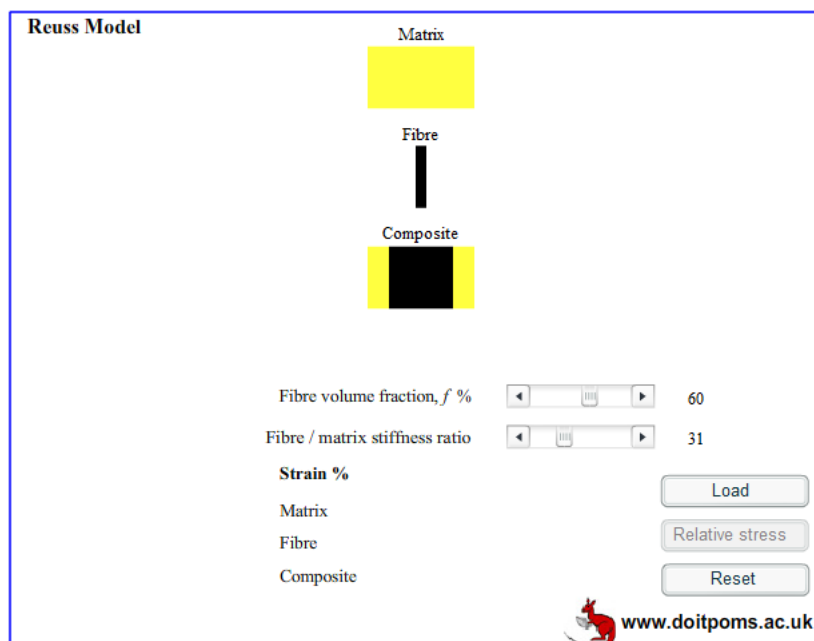 Reuss Model
Matrix
Fibre
Composite
Fibre volume fraction, f % 60
Fibre / matrix stiffness ratio 31
Strain %
Load
Matrix
Relative stress
Fibre
Composite
Reset
www.doitpoms.ac.uk